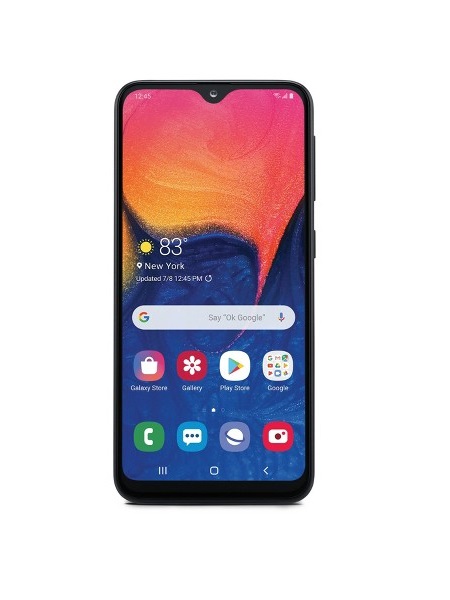 12:45
83°
New York
Updated 7/8 12:45 PM
Say "Ok Google"
Galaxy Store
Gallery
Play Store
Google